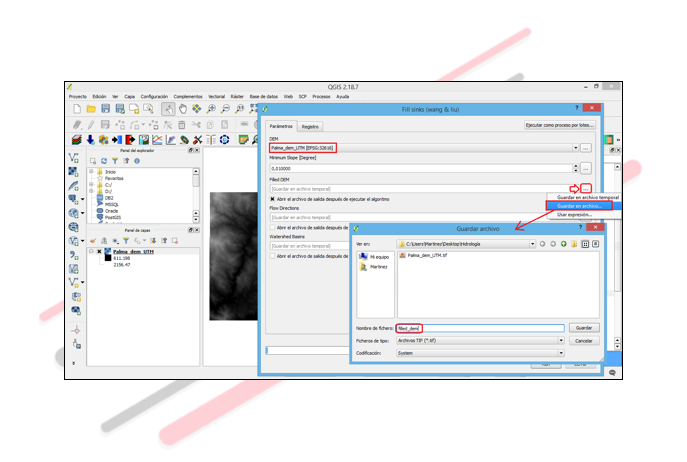 QGIS 2.18.7
Proyecto Edición Ver Capa Configuración Complementos Vectorial Ráster Base de datos Web SCP Procesos Ayuda
Panel del explorador
Inicio
Favoritos
C:/
D:/
DB2
MSSQL
Oracle
PostGIS
Panel de capas
Palma_dem_UTM
611.198
2156.47
Fill sinks (wang & liu)
Parámetros Registro
Ejecutar como proceso por lotes...
DEM
Palma_dem_UTM [EPSG:32616]
Minimum Slope [Degree]
0,010000
Filled DEM
[Guardar en archivo temporal]
Abrir el archivo de salida después de ejecutar el algoritmo
Flow Directions
[Guardar en archivo temporal]
Abrir el archivo de salida después de
Watershed Basins
[Guardar en archivo temporal]
Abrir el archivo de salida después de
Guardar en archivo temporal
Guardar en archivo...
Usar expresión...
Guardar archivo
Ver en: C:\Users\Martinez\Desktop\Hidrología
Mi equipo
Martinez
Palma_dem_UTM.tif
Nombre de fichero: filled_dem Guardar
Ficheros de tipo: Archivos TIF (*.tif) Cancelar
Codificación: System